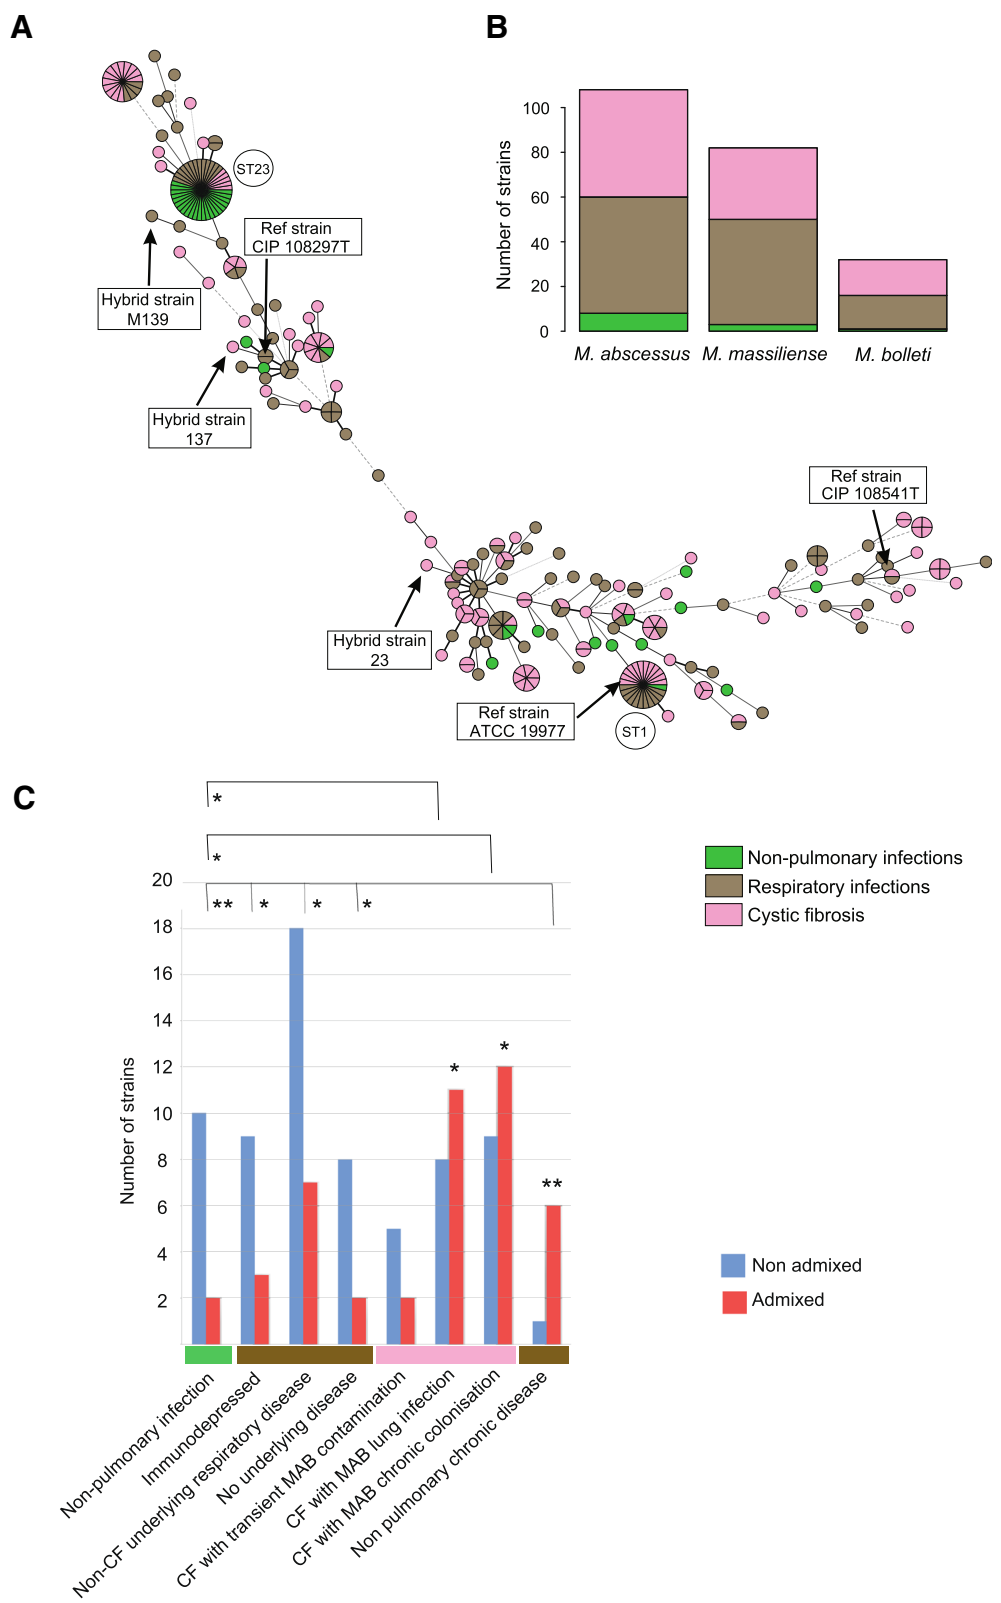 A
ST23
Ref strain
CIP 108297T
Hybrid strain
M139
Hybrid strain
137
Hybrid strain
23
Ref strain
ATCC 19977
ST1
Ref strain
CIP 108541T
B
Number of strains
100
80
60
40
20
0
M. abscessus
M. massiliense
M. bolleti
C
*
*
** * * *
20
18
16
14
12
10
8
6
4
2
Number of strains
*
*
**
Non-pulmonary infection
Immunodepressed
Non-CF underlying respiratory disease
No underlying disease
CF with transient MAB contamination
CF with MAB lung infection
CF with MAB chronic colonisation
Non pulmonary chronic disease
Non-pulmonary infections
Respiratory infections
Cystic fibrosis
Non admixed
Admixed